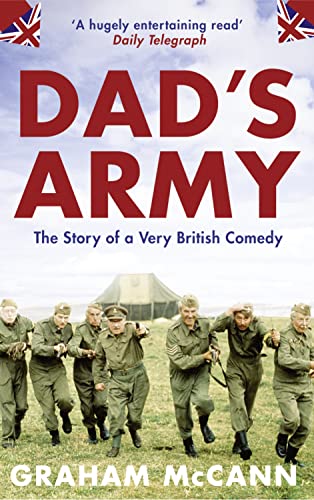 ‘A hugely entertaining read’
Daily Telegraph
DAD’S
ARMY
The Story of a Very British Comedy
GRAHAM McCANN